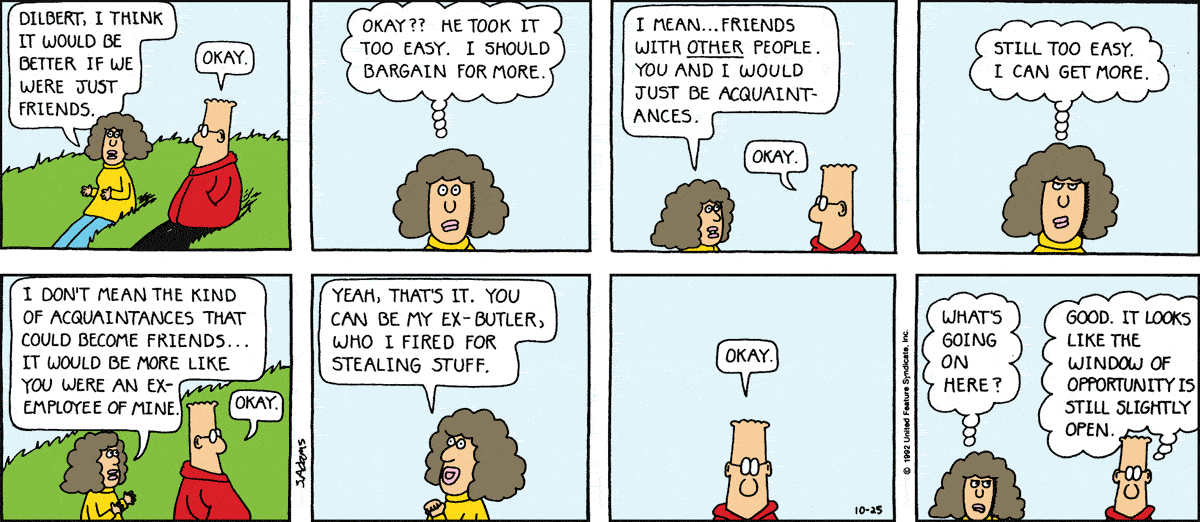 DILBERT, I THINK
IT WOULD BE
BETTER IF WE
WERE JUST
FRIENDS.
OKAY.
OKAY?? HE TOOK IT
TOO EASY. I SHOULD
BARGAIN FOR MORE.
I MEAN...FRIENDS
WITH OTHER PEOPLE.
YOU AND I WOULD
JUST BE ACQUAINT-
ANCES.
OKAY.
STILL TOO EASY.
I CAN GET MORE.
I DON'T MEAN THE KIND
OF ACQUAINTANCES THAT
COULD BECOME FRIENDS...
IT WOULD BE MORE LIKE
YOU WERE AN EX-
EMPLOYEE OF MINE.
OKAY.
S.Adams
YEAH, THAT'S IT. YOU
CAN BE MY EX-BUTLER,
WHO I FIRED FOR
STEALING STUFF.
OKAY.
10-25
© 1992 United Feature Syndicate, Inc.
WHAT'S
GOING
ON
HERE?
GOOD. IT LOOKS
LIKE THE
WINDOW OF
OPPORTUNITY IS
STILL SLIGHTLY
OPEN.